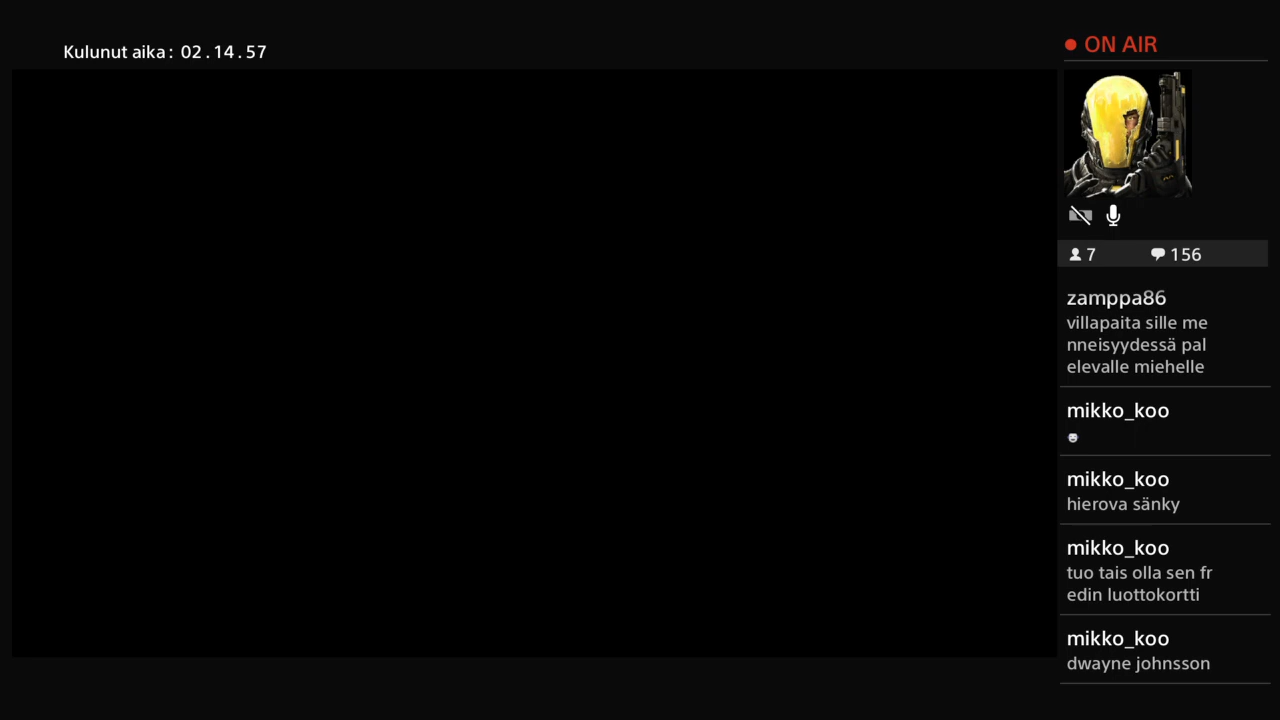 Kulunut aika: 02.14.57
ON AIR
7 156
zamppa86
villapaita sille me
nneisyydessä pal
elevalle miehelle
mikko_koo
mikko_koo
hierova sänky
mikko_koo
tuo tais olla sen fr
edin luottokortti
mikko_koo
dwayne johnsson